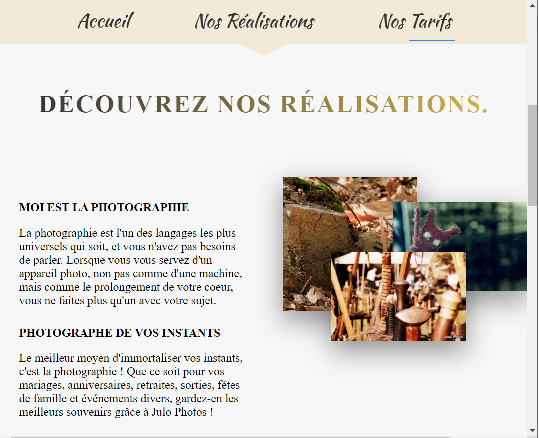 Accueil Nos Réalisations Nos Tarifs
DÉCOUVREZ NOS RÉALISATIONS.
MOI EST LA PHOTOGRAPHIE
La photographie est l'un des langages les plus
universels qui soit, et vous n'avez pas besoins
de parler. Lorsque vous vous servez d'un
appareil photo, non pas comme d'une machine,
mais comme le prolongement de votre coeur,
vous ne faites plus qu'un avec votre sujet.
PHOTOGRAPHE DE VOS INSTANTS
Le meilleur moyen d'immortaliser vos instants,
c'est la photographie ! Que ce soit pour vos
mariages, anniversaires, retraites, sorties, fêtes
de famille et événements divers, gardez-en les
meilleurs souvenirs grâce à Julo Photos !